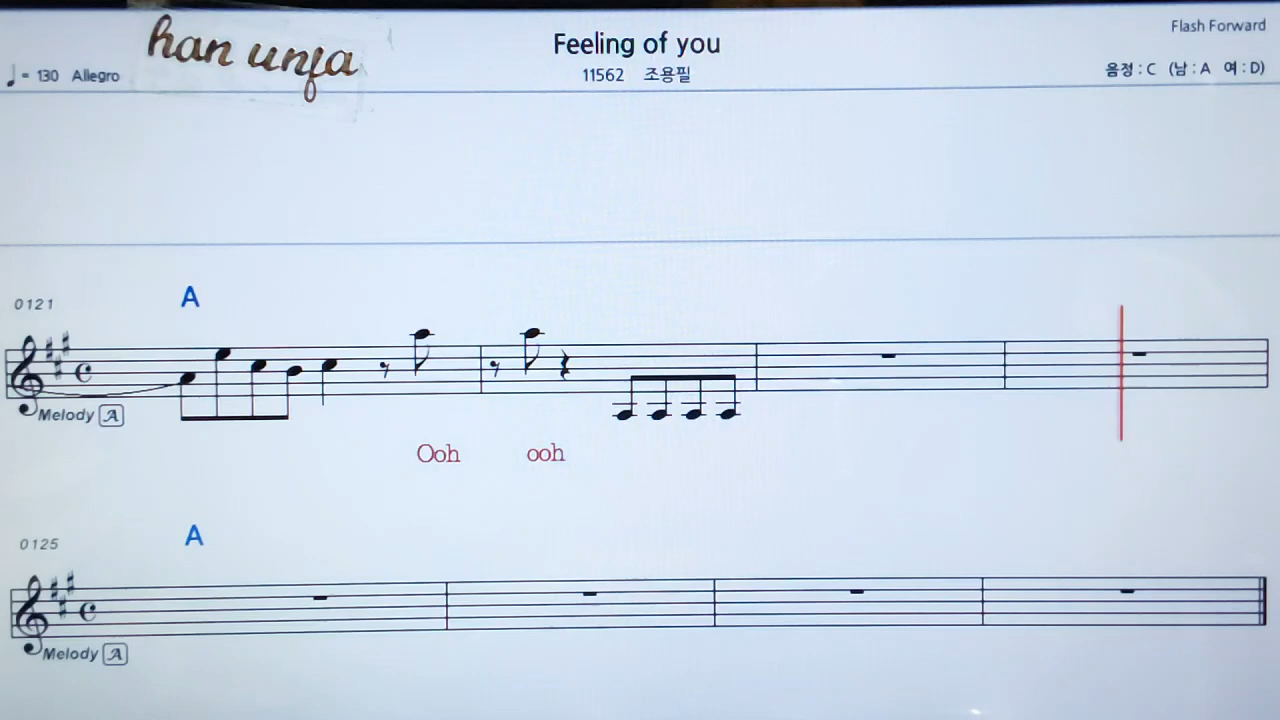 han unja
Feeling of you
Flash Forward
♩= 130 Allegro
11562 조용필
음정 : C (남 : A 여 : D)
0121
A
Melody A
Ooh ooh
0125
A
Melody A